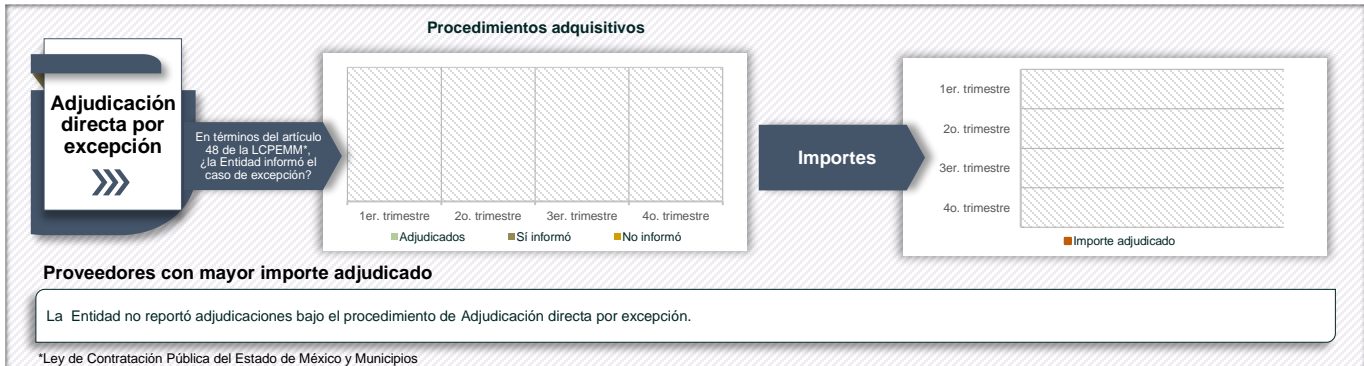 Procedimientos adquisitivos
Adjudicación
directa por
excepción
En términos del artículo
48 de la LCPEMM*,
¿la Entidad informó el
caso de excepción?
1er. trimestre
2o. trimestre
3er. trimestre
4o. trimestre
Adjudicados
Sí informó
No informó
Importes
1er. trimestre
2o. trimestre
3er. trimestre
4o. trimestre
Importe adjudicado
Proveedores con mayor importe adjudicado
La Entidad no reportó adjudicaciones bajo el procedimiento de Adjudicación directa por excepción.
*Ley de Contratación Pública del Estado de México y Municipios